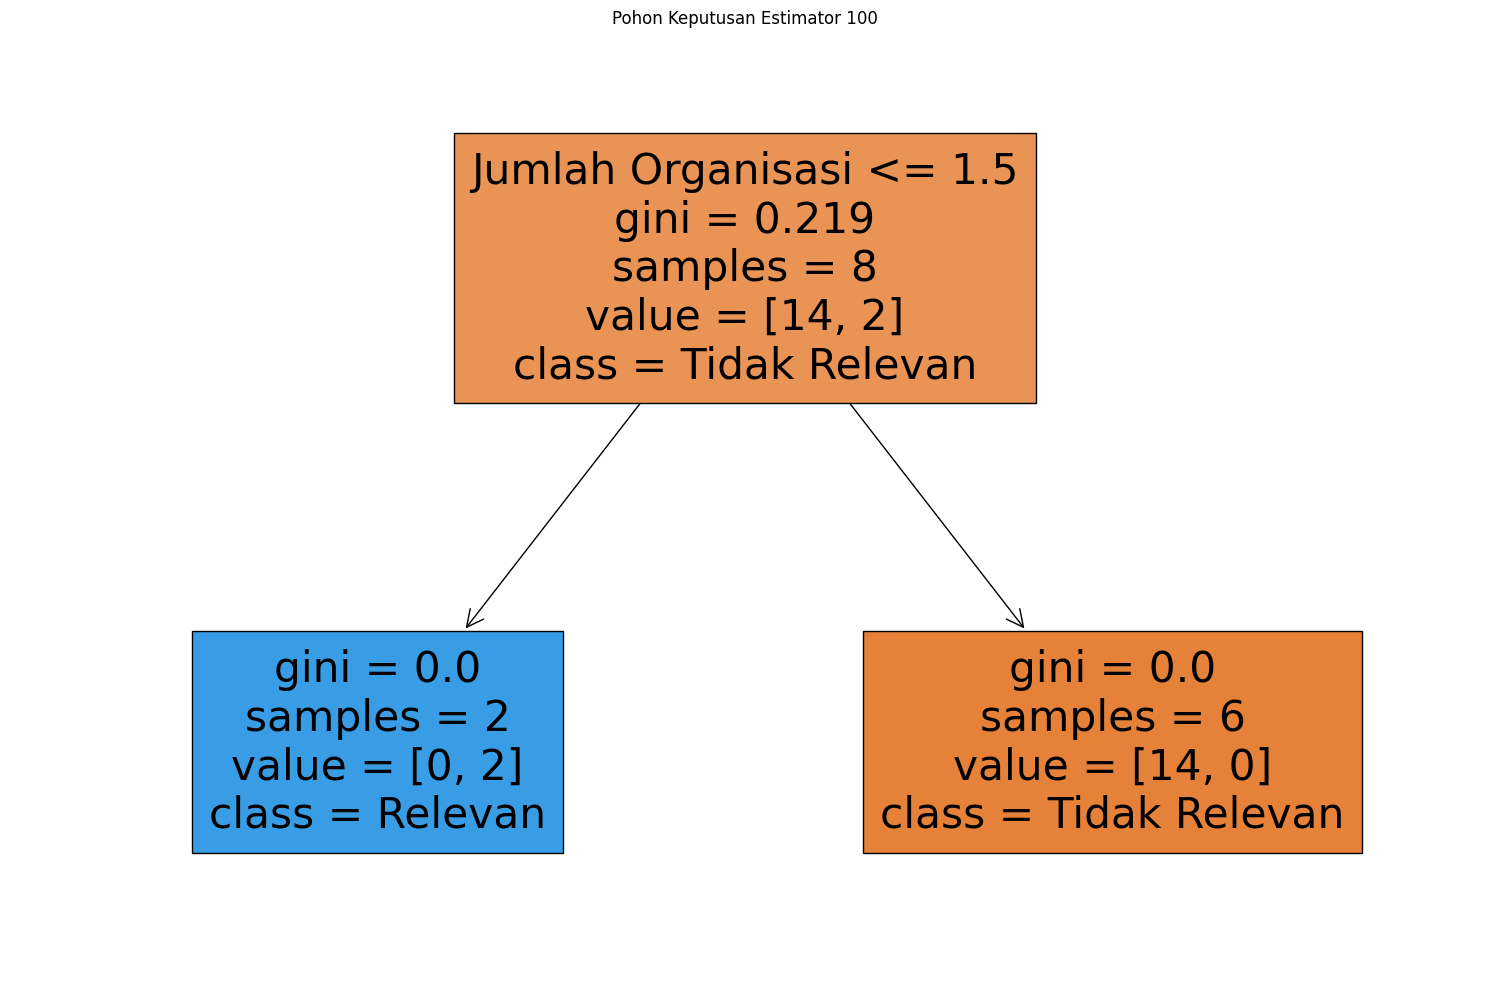 Pohon Keputusan Estimator 100
Jumlah Organisasi <= 1.5
gini = 0.219
samples = 8
value = [14, 2]
class = Tidak Relevan
gini = 0.0
samples = 2
value = [0, 2]
class = Relevan
gini = 0.0
samples = 6
value = [14, 0]
class = Tidak Relevan